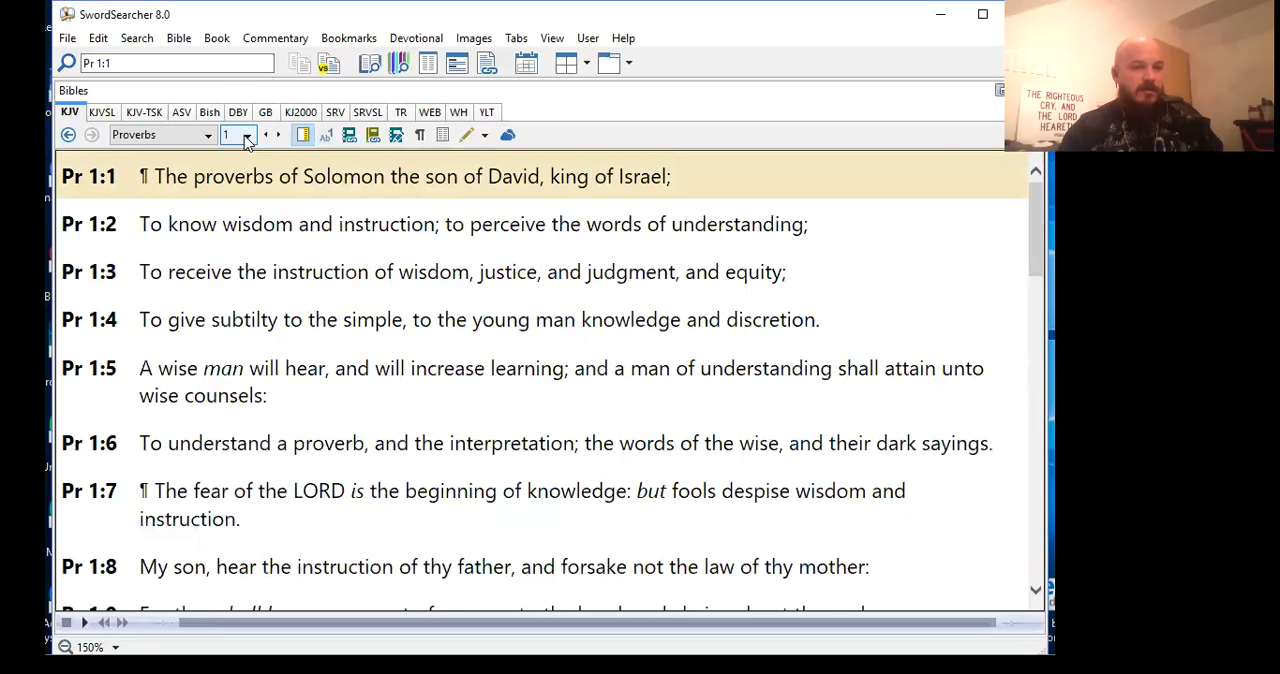 SwordSearcher 8.0
File Edit Search Bible Book Commentary Bookmarks Devotional Images Tabs View User Help
Pr 1:1
Bibles
KJV KJVSL KJV-TSK ASV Bish DBY GB KJ2000 SRV SRVSL TR WEB WH YLT
Proverbs 1
Pr 1:1 ¶ The proverbs of Solomon the son of David, king of Israel;
Pr 1:2 To know wisdom and instruction; to perceive the words of understanding;
Pr 1:3 To receive the instruction of wisdom, justice, and judgment, and equity;
Pr 1:4 To give subtilty to the simple, to the young man knowledge and discretion.
Pr 1:5 A wise man will hear, and will increase learning; and a man of understanding shall attain unto
wise counsels:
Pr 1:6 To understand a proverb, and the interpretation; the words of the wise, and their dark sayings.
Pr 1:7 ¶ The fear of the LORD is the beginning of knowledge: but fools despise wisdom and
instruction.
Pr 1:8 My son, hear the instruction of thy father, and forsake not the law of thy mother:
150%
THE RIGHTEOUS
CRY, AND
THE LORD
HEARETH